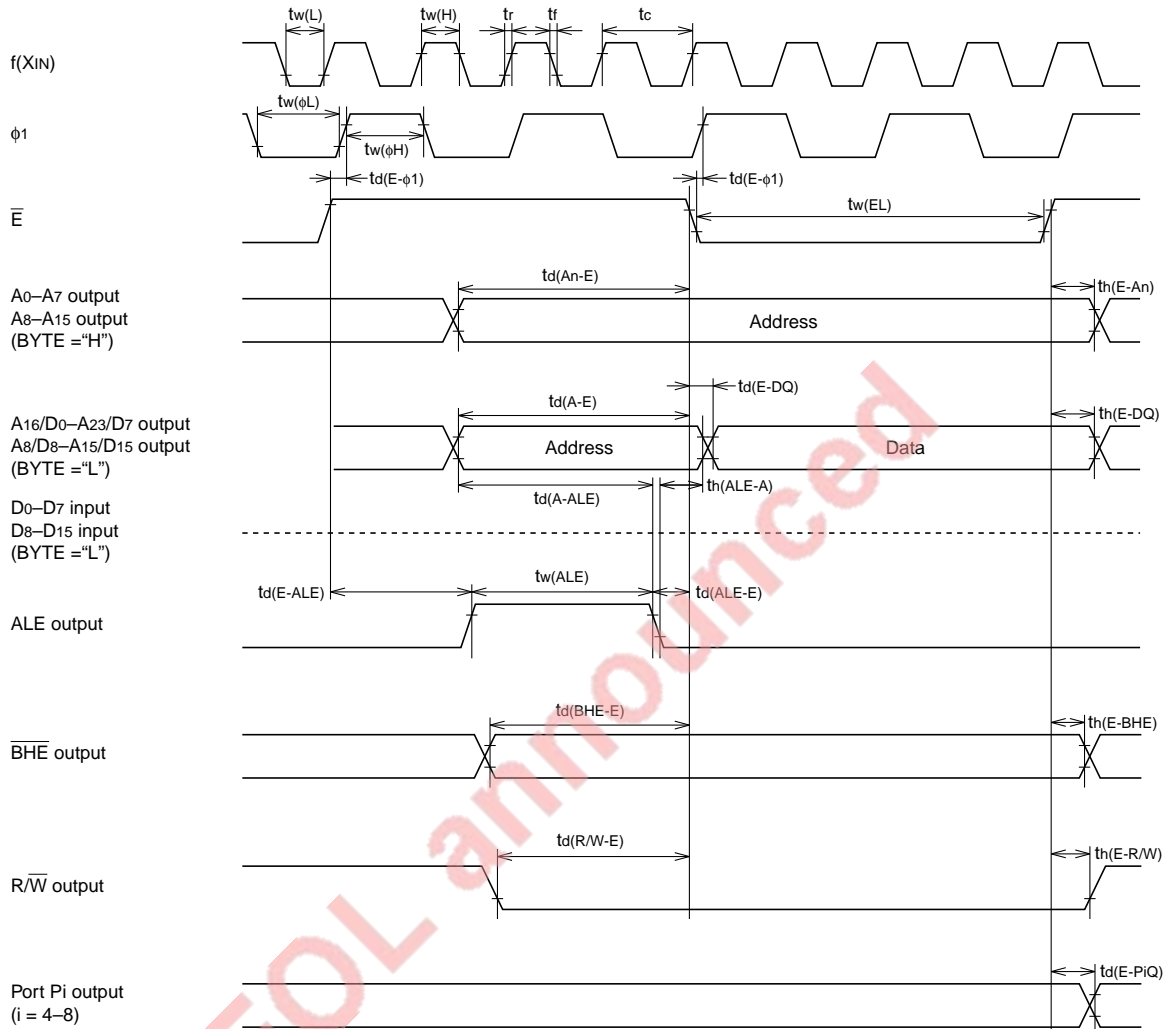 tw(L) tw(H) tr tf tc
f(XIN)
tw(ϕL)
ϕ1
tw(ϕH)
td(E-ϕ1) td(E-ϕ1)
E tw(EL)
td(An-E) th(E-An)
A0–A7 output
A8–A15 output Address
(BYTE =“H”)
td(E-DQ)
td(A-E) th(E-DQ)
A16/D0–A23/D7 output
A8/D8–A15/D15 output Address Data
(BYTE =“L”)
td(A-ALE) th(ALE-A)
D0–D7 input
D8–D15 input
(BYTE =“L”)
td(E-ALE) tw(ALE) td(ALE-E)
ALE output
td(BHE-E) th(E-BHE)
BHE output
td(R/W-E) th(E-R/W)
R/W output
td(E-PiQ)
Port Pi output
(i = 4–8)
EOL announced